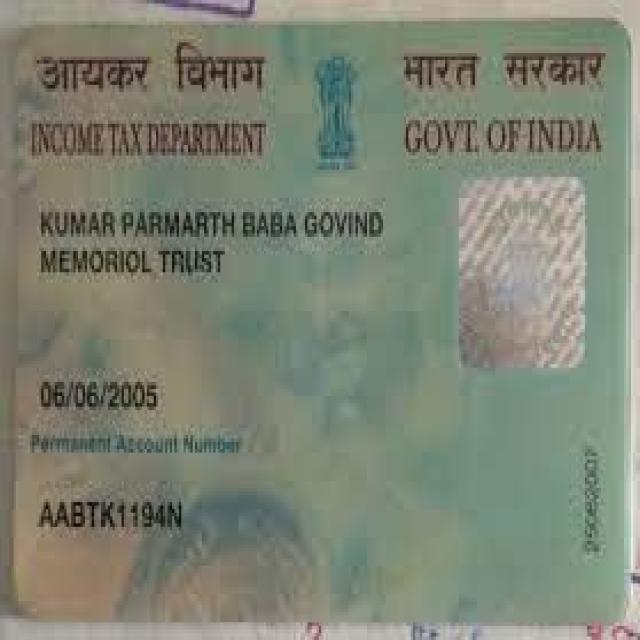 आयकर विभाग
भारत सरकार
INCOME TAX DEPARTMENT
GOVT. OF INDIA
KUMAR PARMARTH BABA GOVIND
MEMORIOL TRUST
06/06/2005
Permanent Account Number
AABTK1194N
25062007